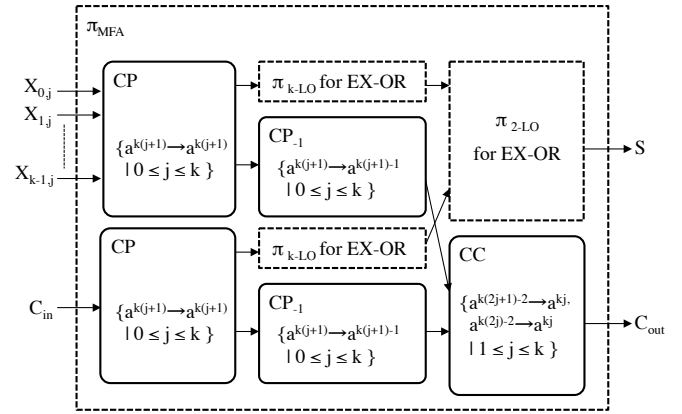 π_MFA
X_0,j
X_1,j
X_k-1,j
C_in
CP
{a^k(j+1)→a^k(j+1)
| 0 ≤ j ≤ k }
π_k-LO for EX-OR
CP_-1
{a^k(j+1)→a^k(j+1)-1
| 0 ≤ j ≤ k }
π_2-LO
for EX-OR
S
CP
{a^k(j+1)→a^k(j+1)
| 0 ≤ j ≤ k }
π_k-LO for EX-OR
CP_-1
{a^k(j+1)→a^k(j+1)-1
| 0 ≤ j ≤ k }
CC
{a^k(2j+1)-2→a^kj,
a^k(2j)-2→a^kj
| 1 ≤ j ≤ k }
C_out